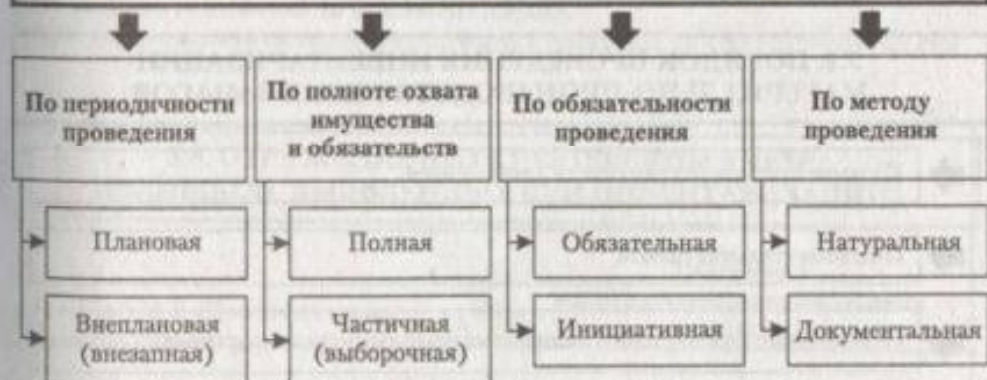 По периодичности
проведения
По полноте охвата
имущества
и обязательств
По обязательности
проведения
По методу
проведения
Плановая
Полная
Обязательная
Натуральная
Внеплановая
(внезапная)
Частичная
(выборочная)
Инициативная
Документальная